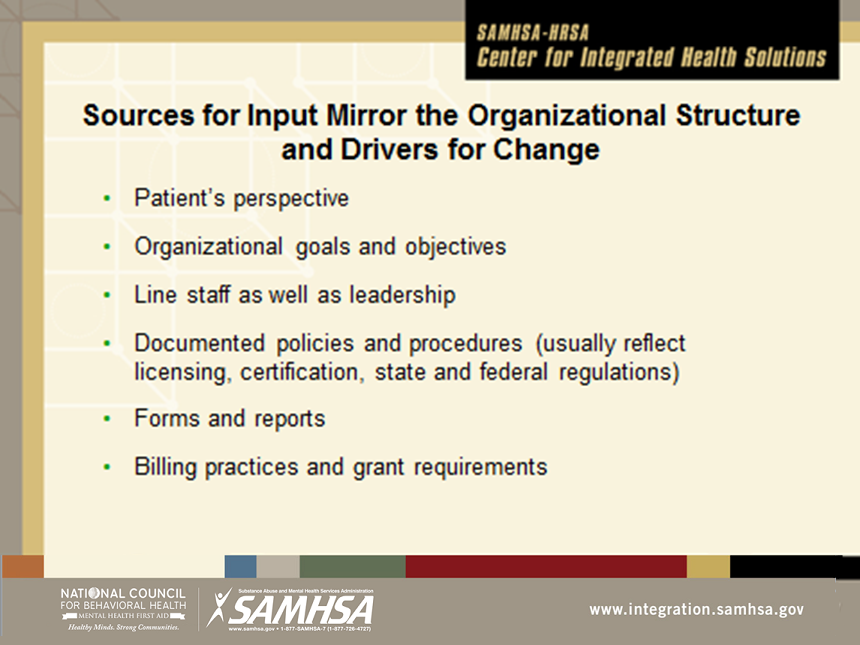 SAMHSA-HRSA
Center for Integrated Health Solutions
Sources for Input Mirror the Organizational Structure
and Drivers for Change
• Patient's perspective
• Organizational goals and objectives
• Line staff as well as leadership
• Documented policies and procedures (usually reflect
licensing, certification, state and federal regulations)
• Forms and reports
• Billing practices and grant requirements
NATIONAL COUNCIL
FOR BEHAVIORAL HEALTH
MENTAL HEALTH FIRST AID
Healthy Minds. Strong Communities.
Substance Abuse and Mental Health Services Administration
SAMHSA
www.samhsa.gov • 1-877-SAMHSA-7 (1-877-726-4727)
www.integration.samhsa.gov